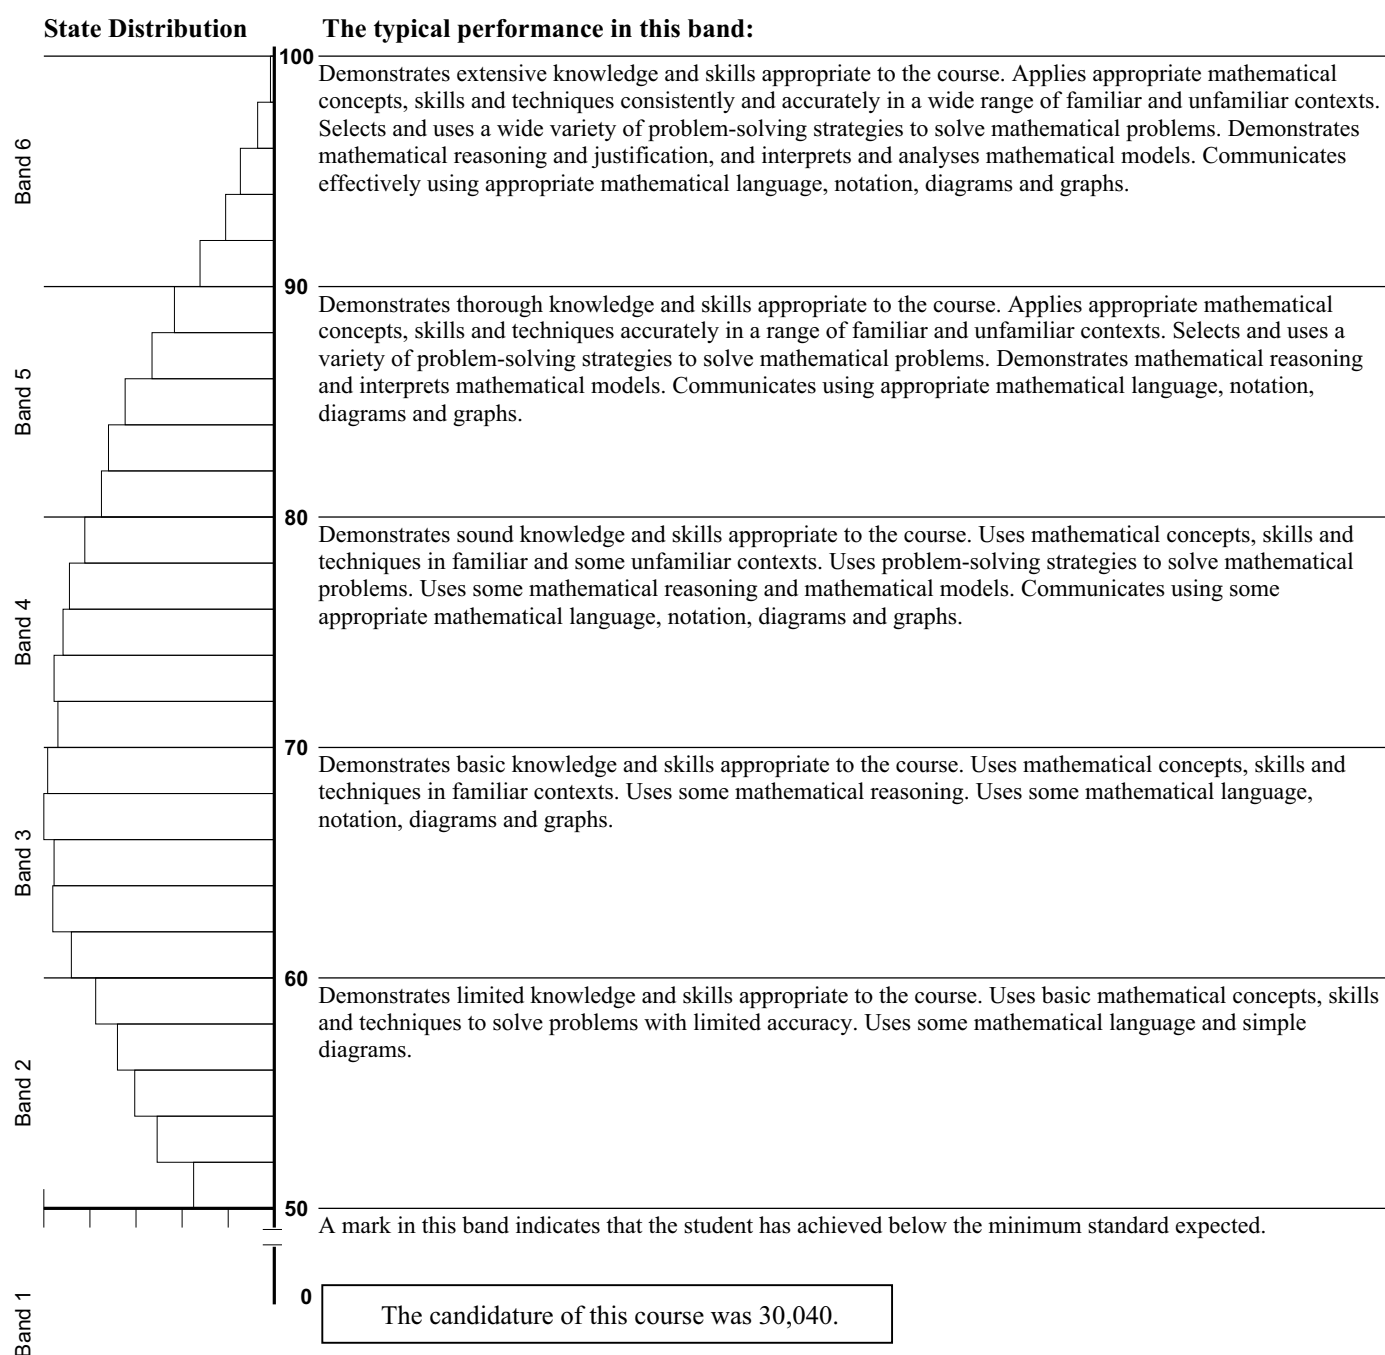 State Distribution
The typical performance in this band:
100
Demonstrates extensive knowledge and skills appropriate to the course. Applies appropriate mathematical
concepts, skills and techniques consistently and accurately in a wide range of familiar and unfamiliar contexts.
Selects and uses a wide variety of problem-solving strategies to solve mathematical problems. Demonstrates
mathematical reasoning and justification, and interprets and analyses mathematical models. Communicates
effectively using appropriate mathematical language, notation, diagrams and graphs.
Band 6
90
Demonstrates thorough knowledge and skills appropriate to the course. Applies appropriate mathematical
concepts, skills and techniques accurately in a range of familiar and unfamiliar contexts. Selects and uses a
variety of problem-solving strategies to solve mathematical problems. Demonstrates mathematical reasoning
and interprets mathematical models. Communicates using appropriate mathematical language, notation,
diagrams and graphs.
Band 5
80
Demonstrates sound knowledge and skills appropriate to the course. Uses mathematical concepts, skills and
techniques in familiar and some unfamiliar contexts. Uses problem-solving strategies to solve mathematical
problems. Uses some mathematical reasoning and mathematical models. Communicates using some
appropriate mathematical language, notation, diagrams and graphs.
Band 4
70
Demonstrates basic knowledge and skills appropriate to the course. Uses mathematical concepts, skills and
techniques in familiar contexts. Uses some mathematical reasoning. Uses some mathematical language,
notation, diagrams and graphs.
Band 3
60
Demonstrates limited knowledge and skills appropriate to the course. Uses basic mathematical concepts, skills
and techniques to solve problems with limited accuracy. Uses some mathematical language and simple
diagrams.
Band 2
50
A mark in this band indicates that the student has achieved below the minimum standard expected.
0
Band 1
The candidature of this course was 30,040.